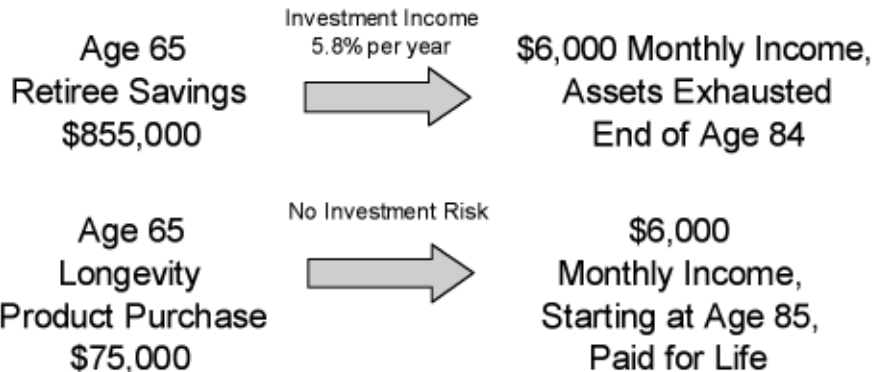 Age 65
Retiree Savings
$855,000
Investment Income
5.8% per year
$6,000 Monthly Income,
Assets Exhausted
End of Age 84
Age 65
Longevity
Product Purchase
$75,000
No Investment Risk
$6,000
Monthly Income,
Starting at Age 85,
Paid for Life